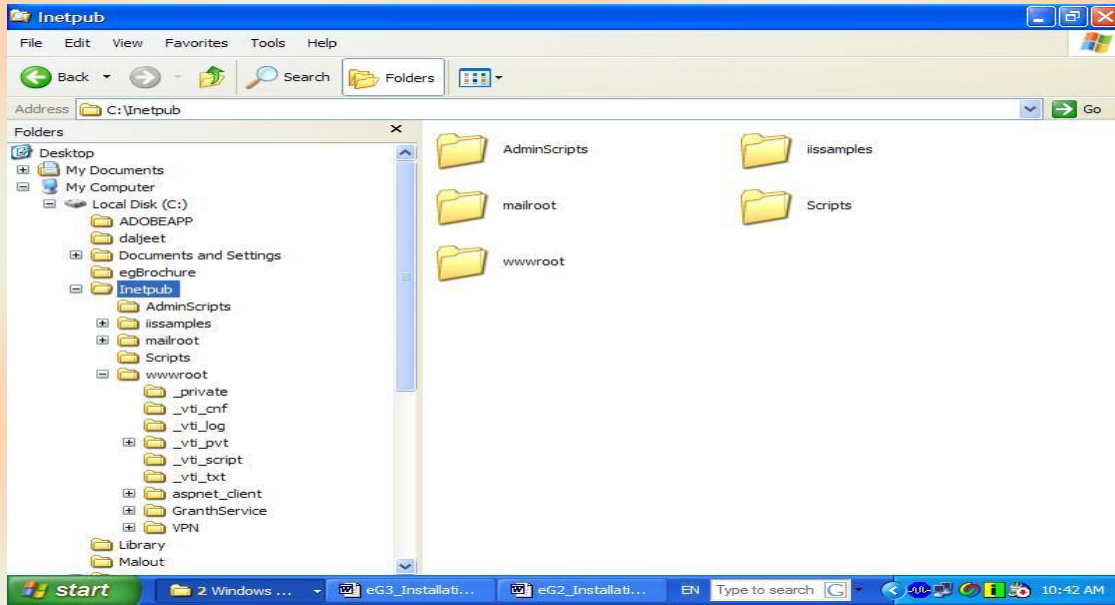 Inetpub
File Edit View Favorites Tools Help
Back Search Folders
Address C:\Inetpub Go
Folders
Desktop
My Documents
My Computer
Local Disk (C:)
ADOBEAPP
daljeet
Documents and Settings
egBrochure
Inetpub
AdminScripts
iissamples
mailroot
Scripts
wwwroot
_private
_vti_cnf
_vti_log
_vti_pvt
_vti_script
_vti_txt
aspnet_client
GranthService
VPN
Library
Malout
AdminScripts iissamples
mailroot Scripts
wwwroot
start 2 Windows ... eG3_Installati... eG2_Installati... EN Type to search G 10:42 AM